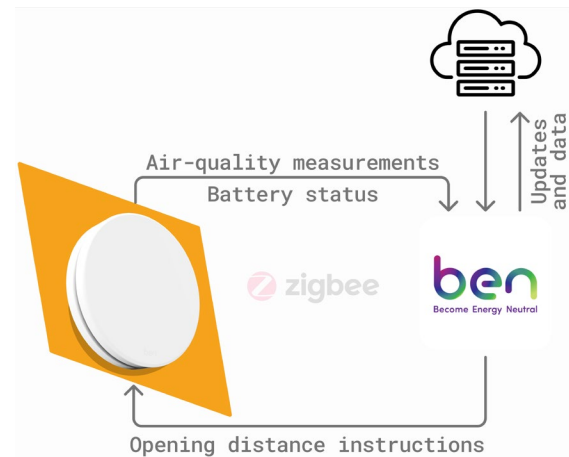 Updates
and data
Air-quality measurements
Battery status
zigbee
ben
Become Energy Neutral
Opening distance instructions